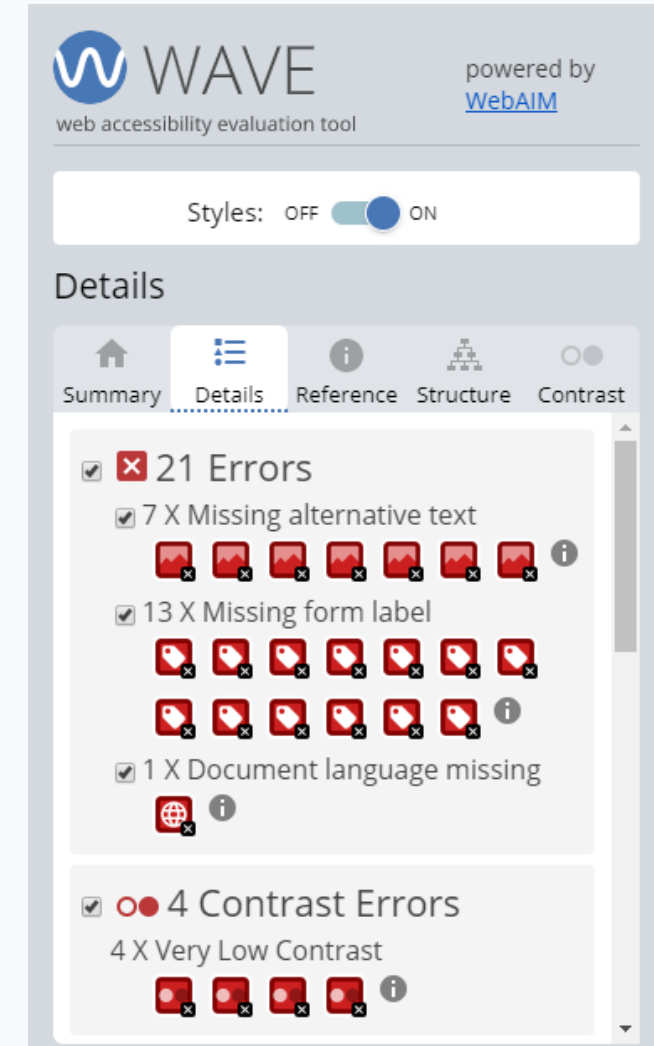 WAVE
powered by
WebAIM
web accessibility evaluation tool
Styles: OFF ON
Details
Summary Details Reference Structure Contrast
21 Errors
7 X Missing alternative text
13 X Missing form label
1 X Document language missing
4 Contrast Errors
4 X Very Low Contrast